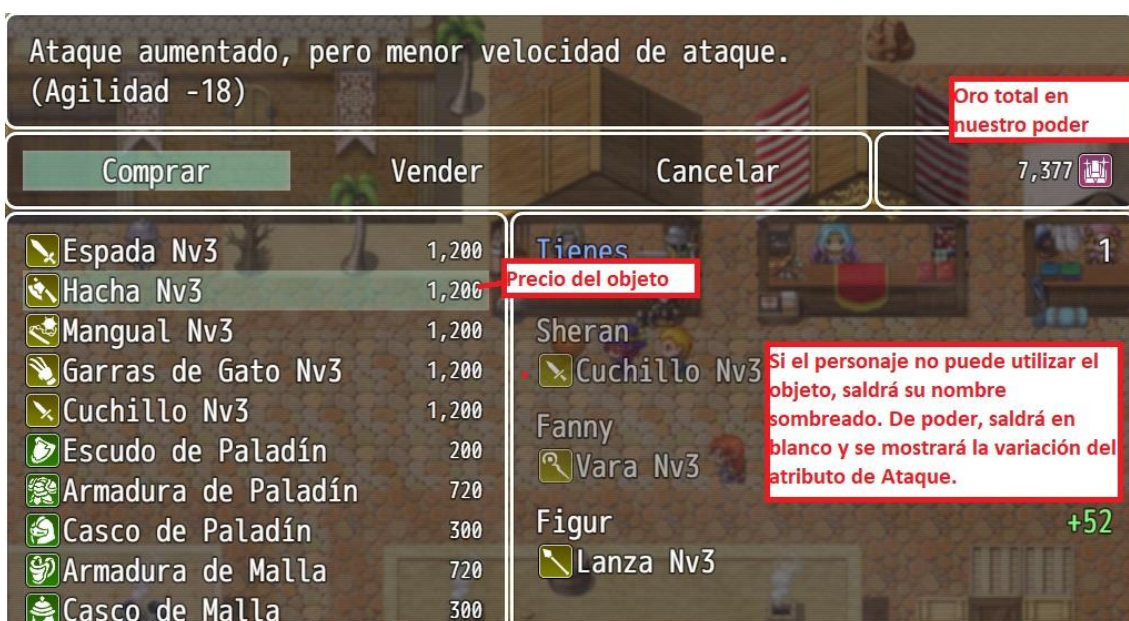 Ataque aumentado, pero menor velocidad de ataque.
(Agilidad -18)
Oro total en
nuestro poder
Comprar Vender Cancelar 7,377
Espada Nv3 1,200
Hacha Nv3 1,200
Mangual Nv3 1,200
Garras de Gato Nv3 1,200
Cuchillo Nv3 1,200
Escudo de Paladín 200
Armadura de Paladín 720
Casco de Paladín 300
Armadura de Malla 720
Casco de Malla 300
Tienes 1
Precio del objeto
Sheran
Cuchillo Nv3
Si el personaje no puede utilizar el
objeto, saldrá su nombre
sombreado. De poder, saldrá en
blanco y se mostrará la variación del
atributo de Ataque.
Fanny
Vara Nv3
Figur +52
Lanza Nv3